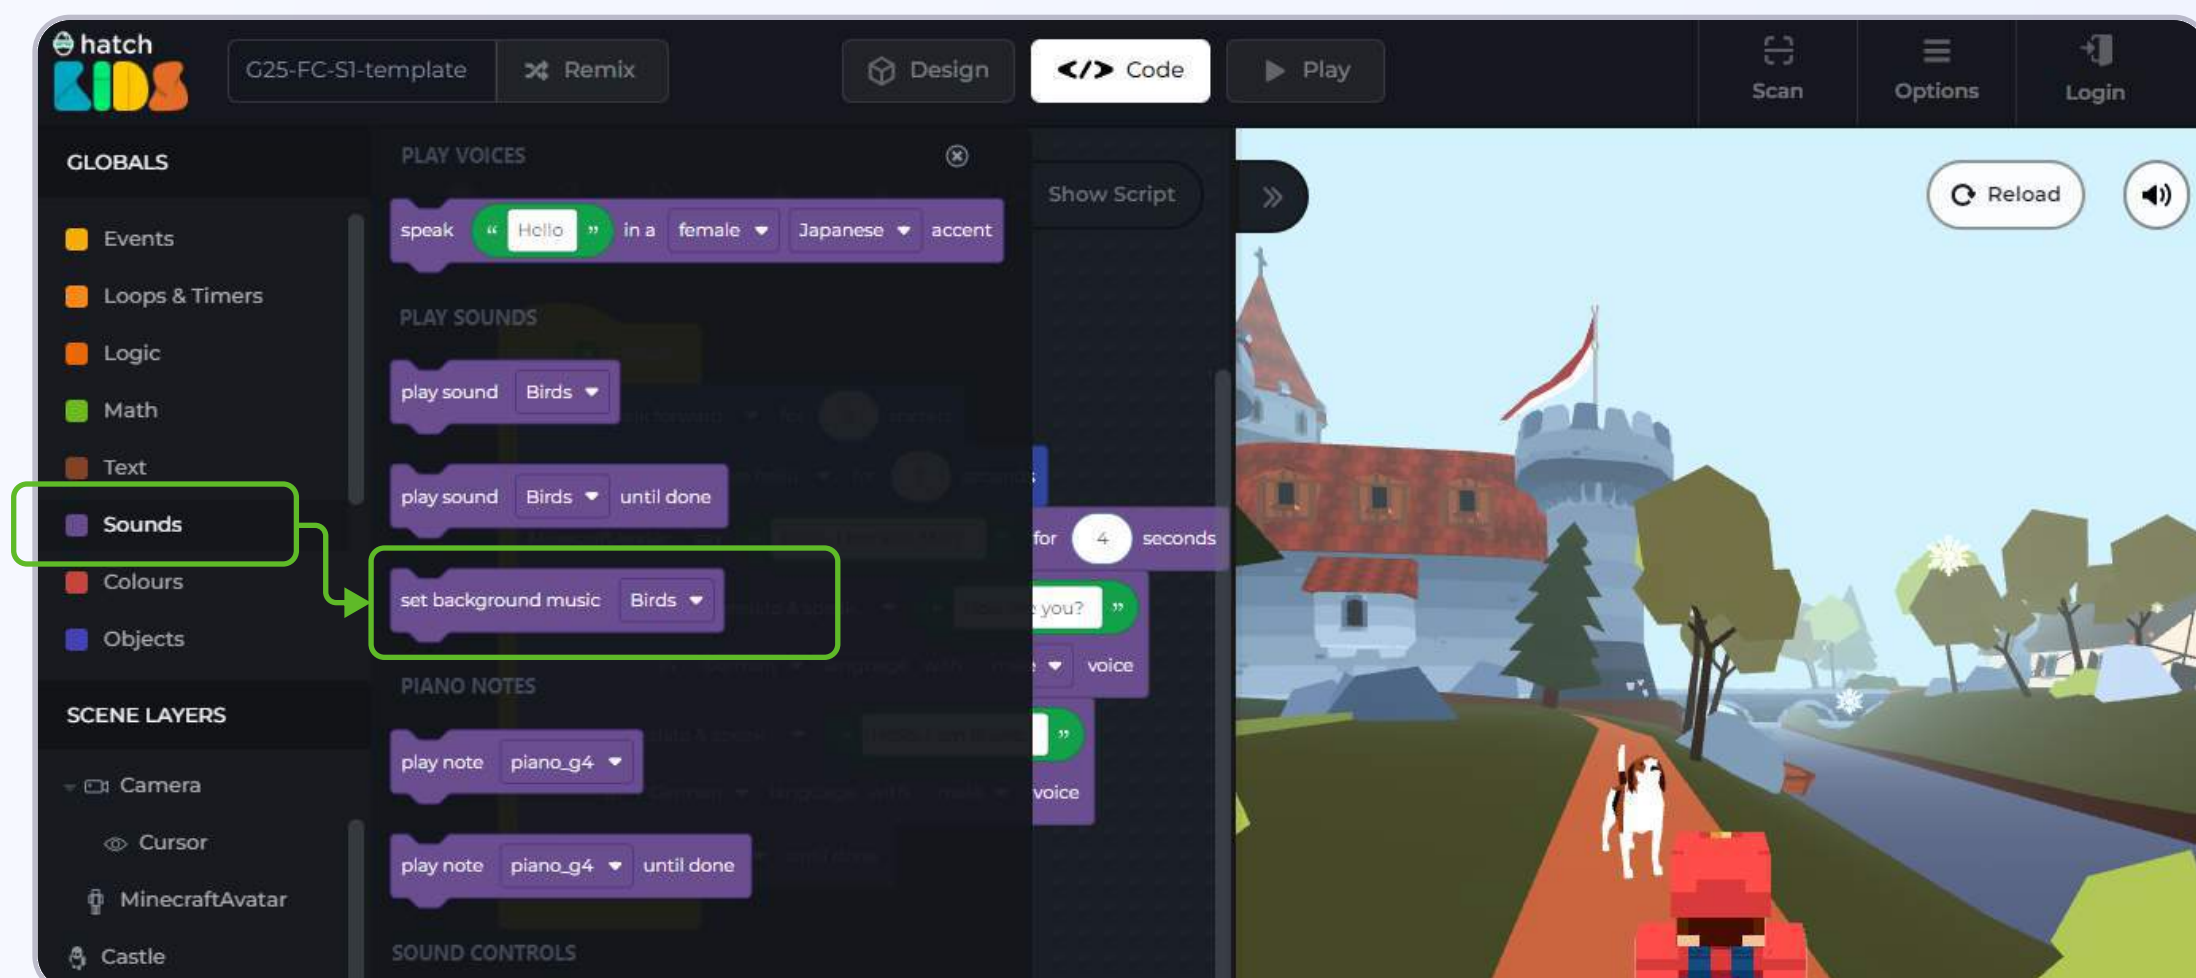 hatch
KIDS
G25-FC-S1-template
Remix
Design
</> Code
Play
Scan
Options
Login
GLOBALS
Events
Loops & Timers
Logic
Math
Text
Sounds
Colours
Objects
SCENE LAYERS
Camera
Cursor
MinecraftAvatar
Castle
PLAY VOICES
speak “ Hello ” in a female Japanese accent
PLAY SOUNDS
play sound Birds
play sound Birds until done
set background music Birds
PIANO NOTES
play note piano_g4
play note piano_g4 until done
SOUND CONTROLS
Show Script
for 4 seconds
you? ”
voice
”
voice
Reload